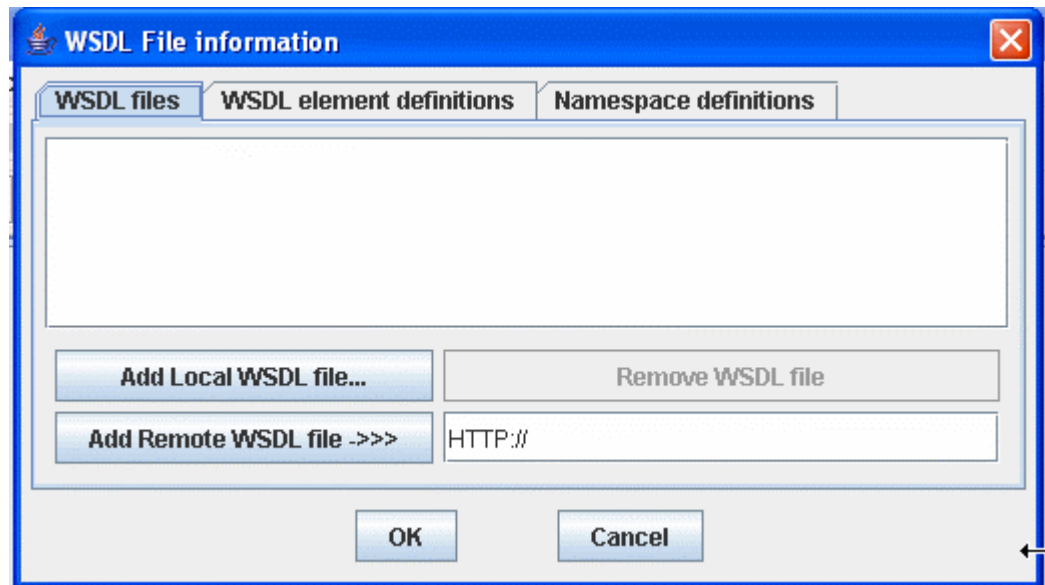 WSDL File information
WSDL files WSDL element definitions Namespace definitions
Add Local WSDL file... Remove WSDL file
Add Remote WSDL file ->>> HTTP://
OK Cancel